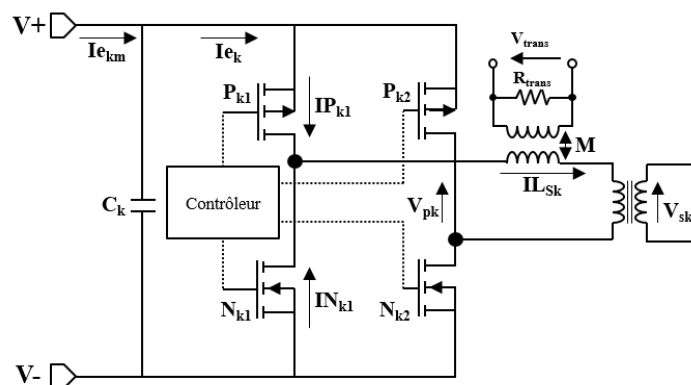 V+
Ie_km
Ie_k
V_trans
R_trans
P_k1
IP_k1
P_k2
M
IL_Sk
C_k
Contrôleur
V_pk
V_sk
N_k1
IN_k1
N_k2
V-